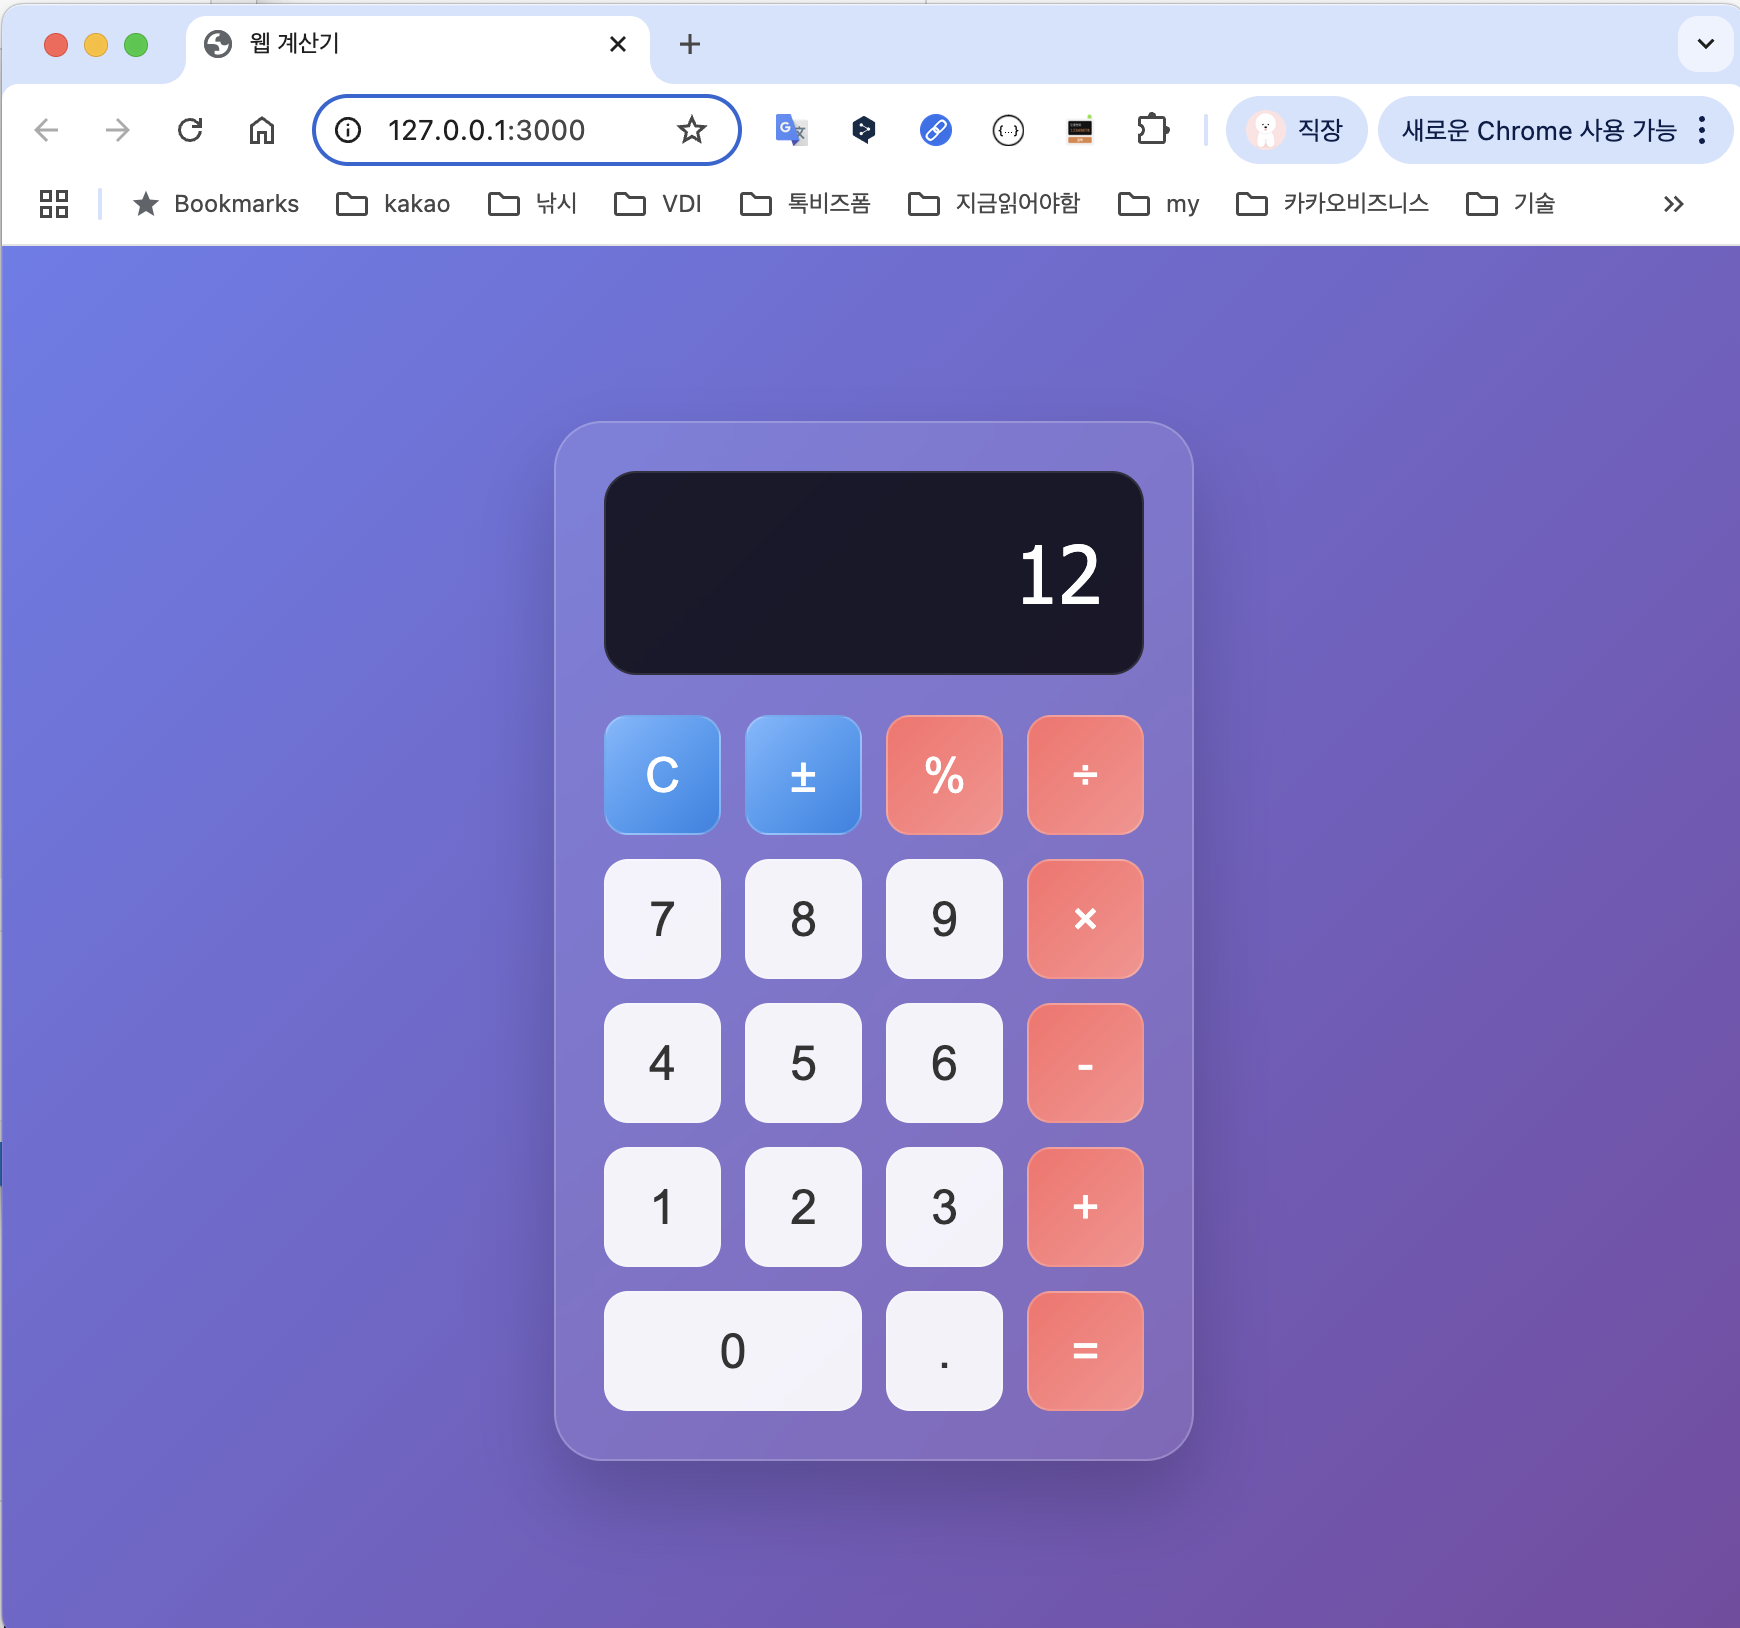 웹 계산기
127.0.0.1:3000
직장
새로운 Chrome 사용 가능
Bookmarks kakao 낚시 VDI 톡비즈폼 지금읽어야함 my 카카오비즈니스 기술
12
C ± % ÷
7 8 9 ×
4 5 6 -
1 2 3 +
0 . =